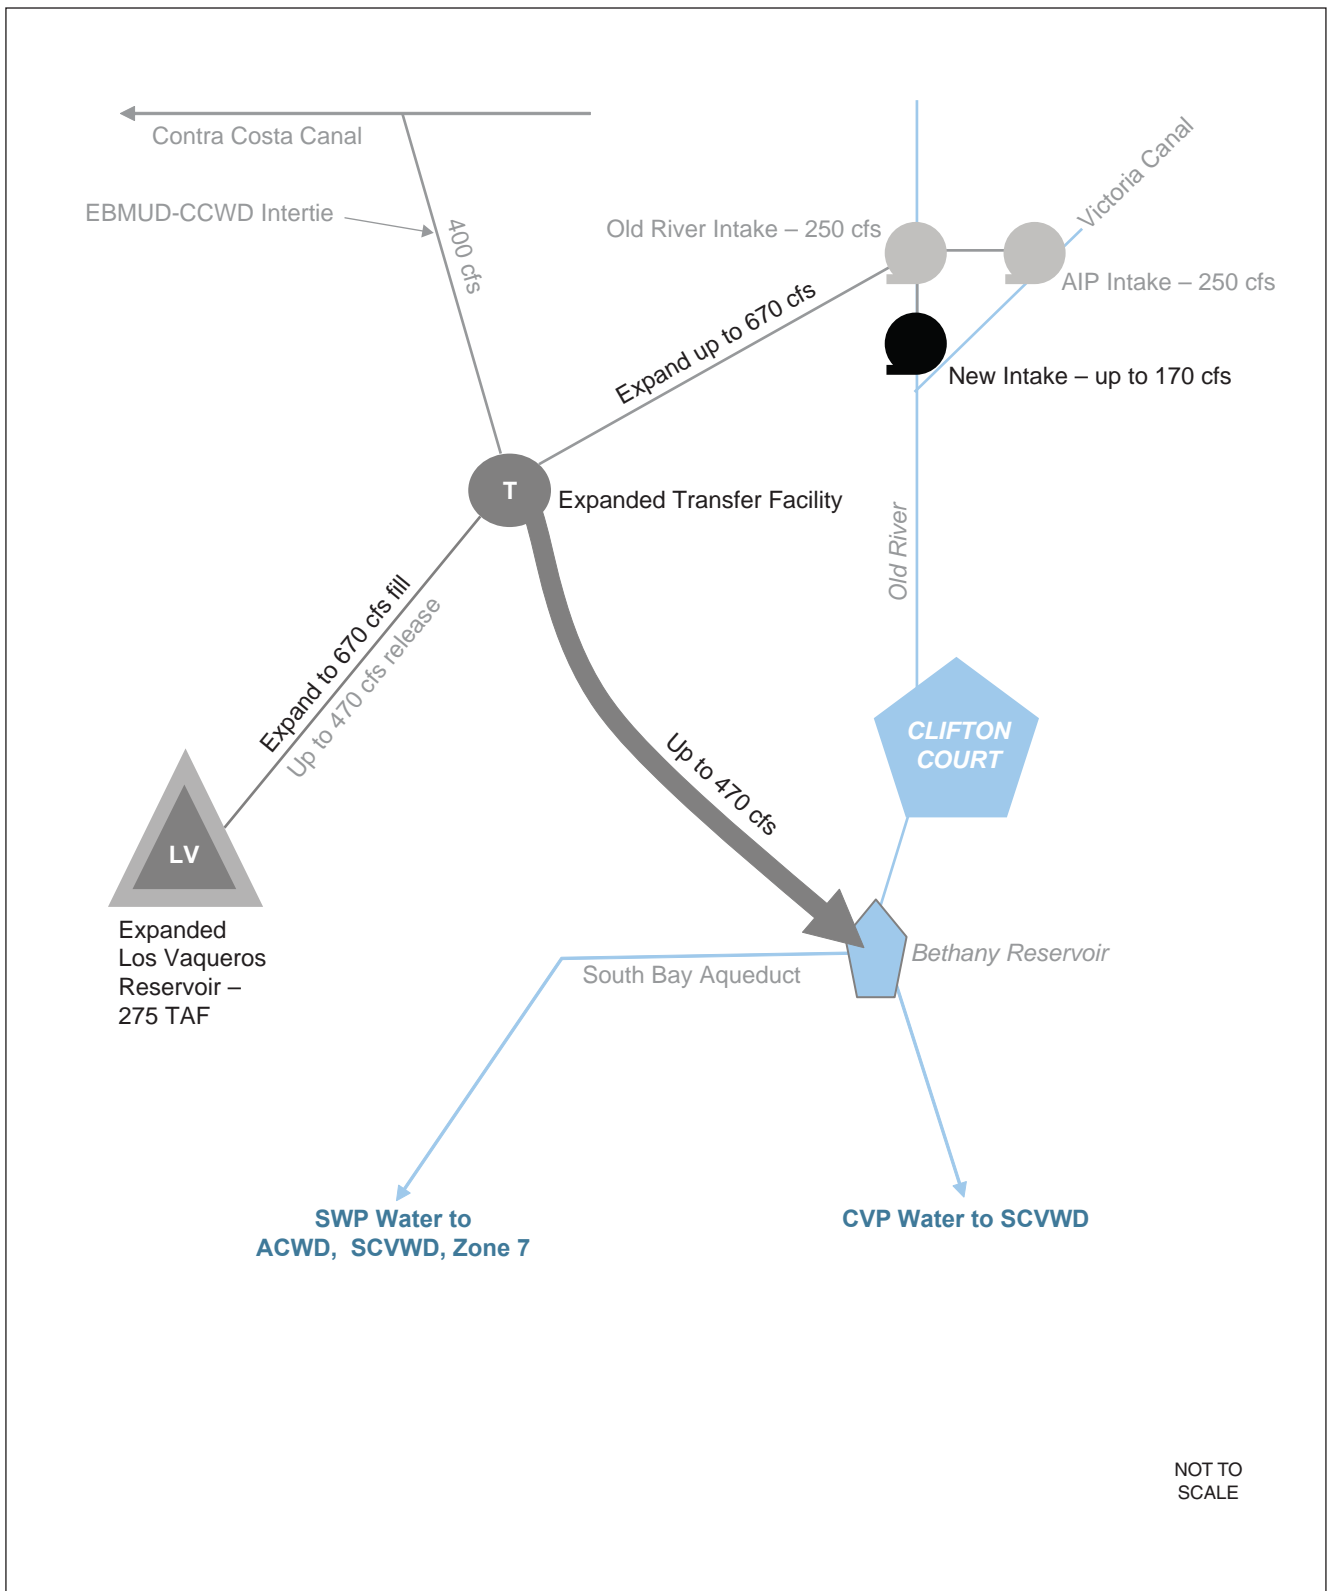 Contra Costa Canal
EBMUD-CCWD Intertie
400 cfs
Victoria Canal
Old River Intake – 250 cfs
AIP Intake – 250 cfs
Expand up to 670 cfs
New Intake – up to 170 cfs
T
Expanded Transfer Facility
Old River
Expand to 670 cfs fill
Up to 470 cfs release
Up to 470 cfs
CLIFTON
COURT
LV
Expanded
Los Vaqueros
Reservoir –
275 TAF
Bethany Reservoir
South Bay Aqueduct
SWP Water to
ACWD, SCVWD, Zone 7
CVP Water to SCVWD
NOT TO
SCALE